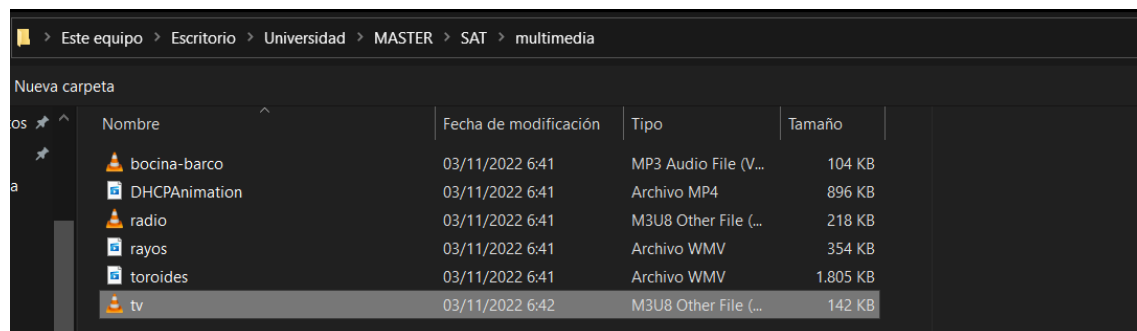 > Este equipo > Escritorio > Universidad > MASTER > SAT > multimedia
Nueva carpeta
os Nombre Fecha de modificación Tipo Tamaño
bocina-barco 03/11/2022 6:41 MP3 Audio File (V... 104 KB
a DHCPAnimation 03/11/2022 6:41 Archivo MP4 896 KB
radio 03/11/2022 6:41 M3U8 Other File (... 218 KB
rayos 03/11/2022 6:41 Archivo WMV 354 KB
toroides 03/11/2022 6:41 Archivo WMV 1.805 KB
tv 03/11/2022 6:42 M3U8 Other File (... 142 KB